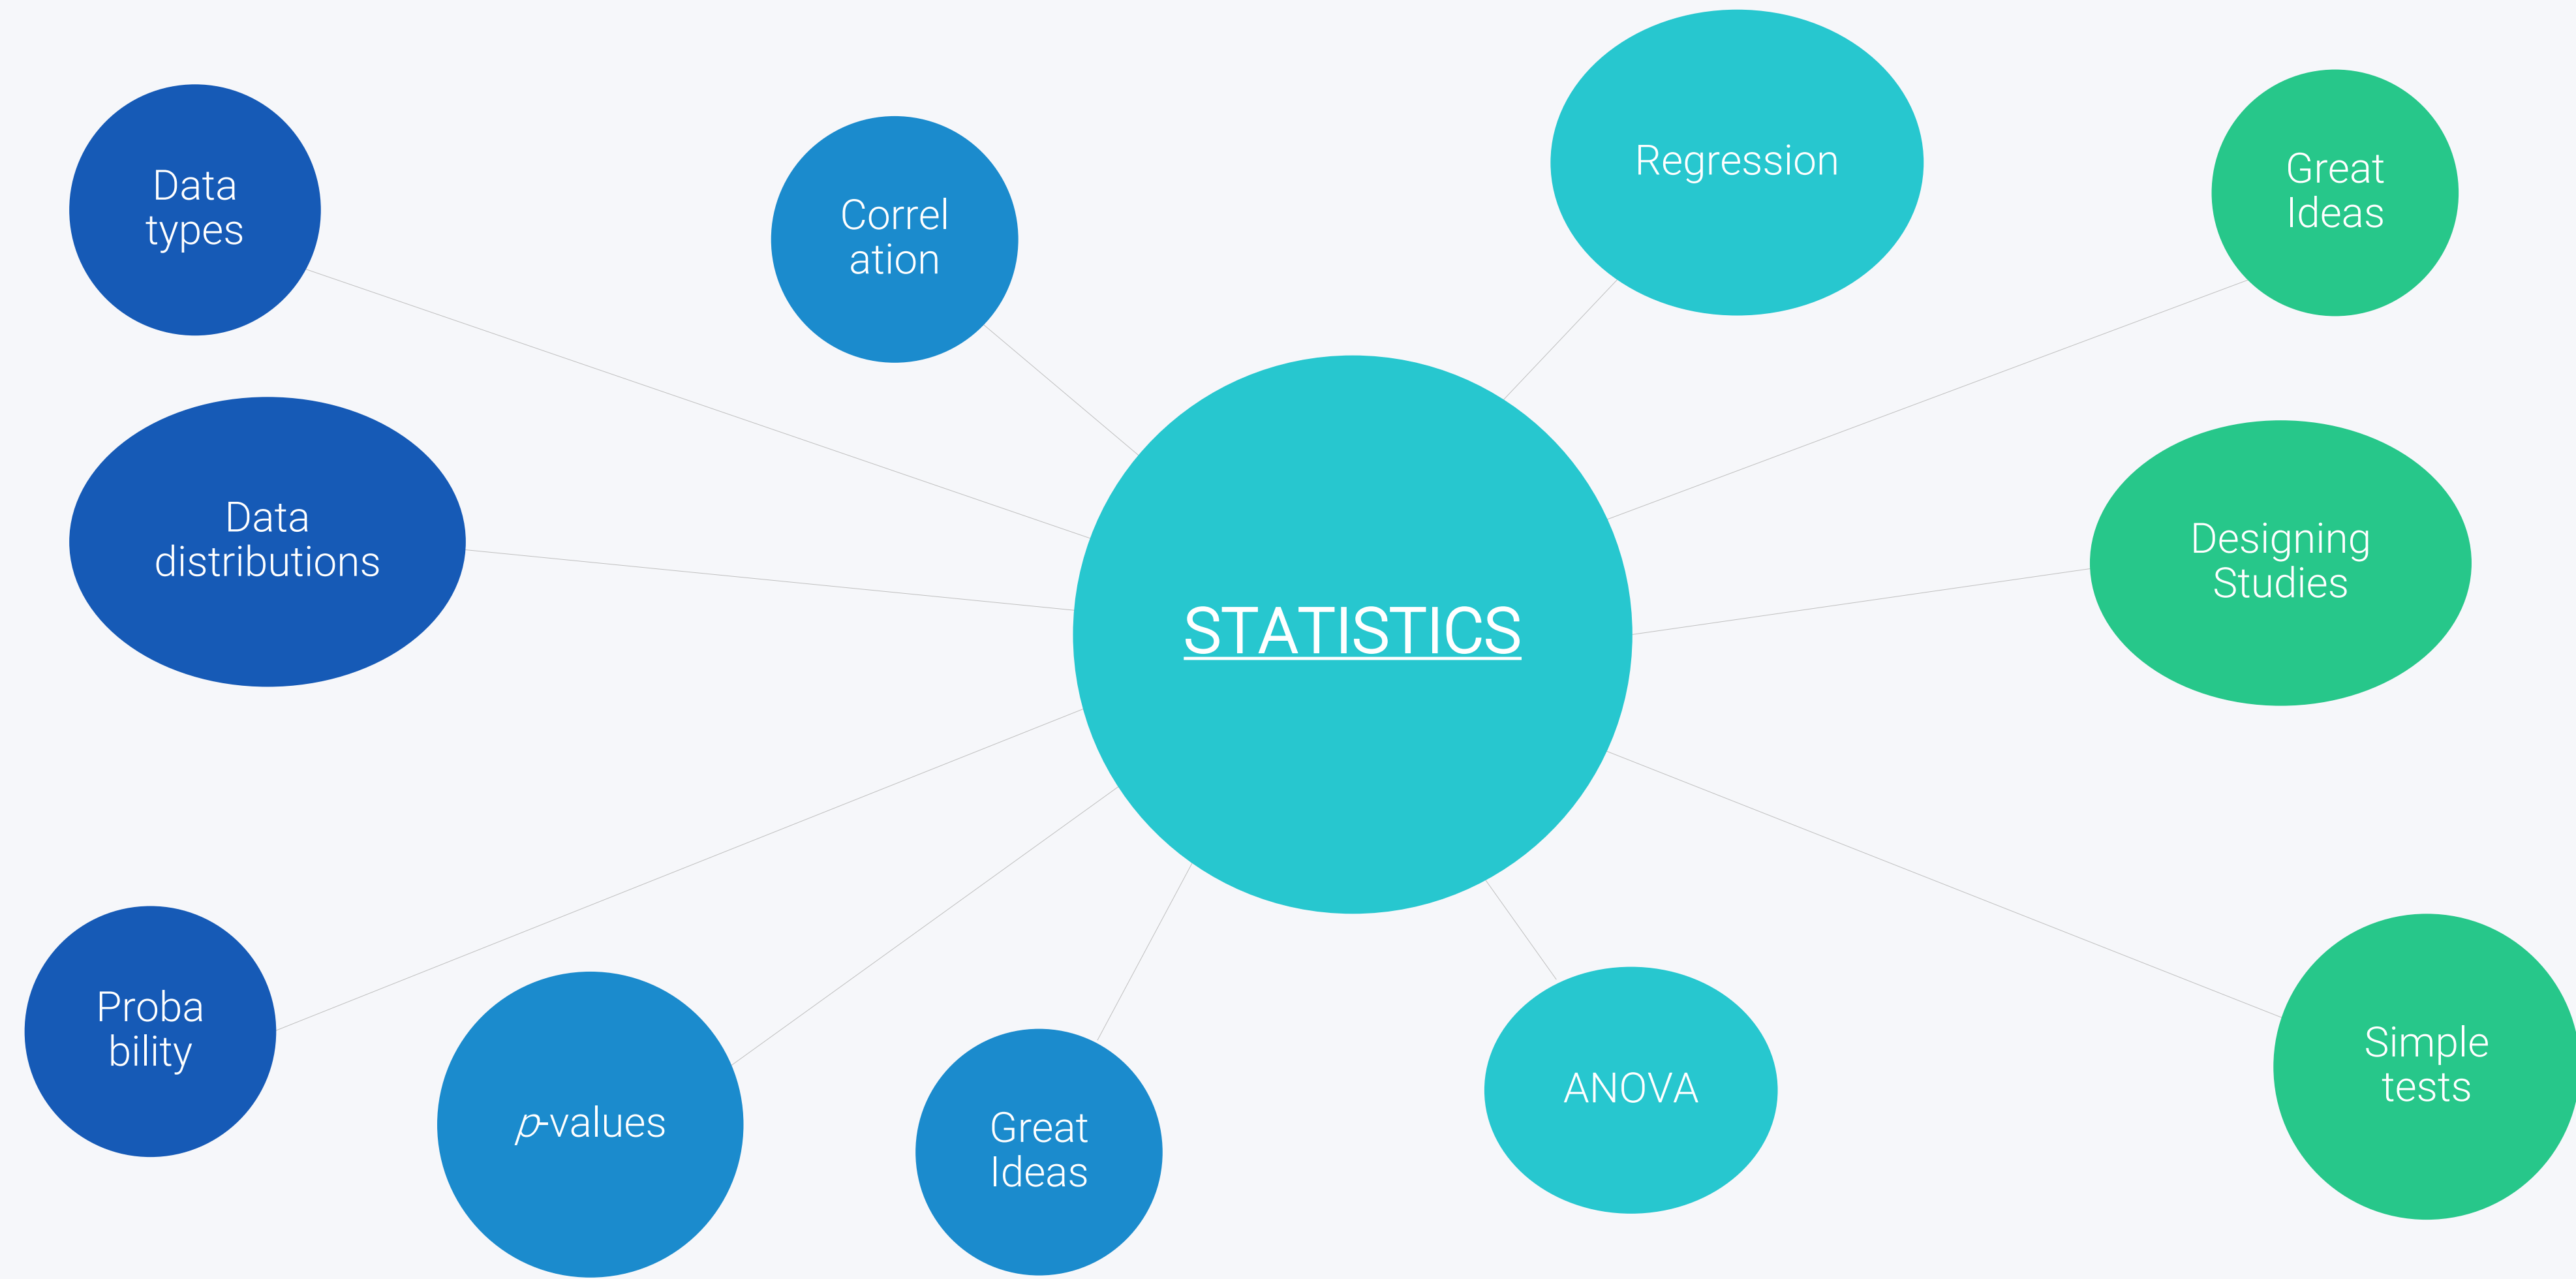 Data
types
Correl
ation
Regression
Great
Ideas
Data
distributions
STATISTICS
Designing
Studies
Proba
bility
p-values
Great
Ideas
ANOVA
Simple
tests